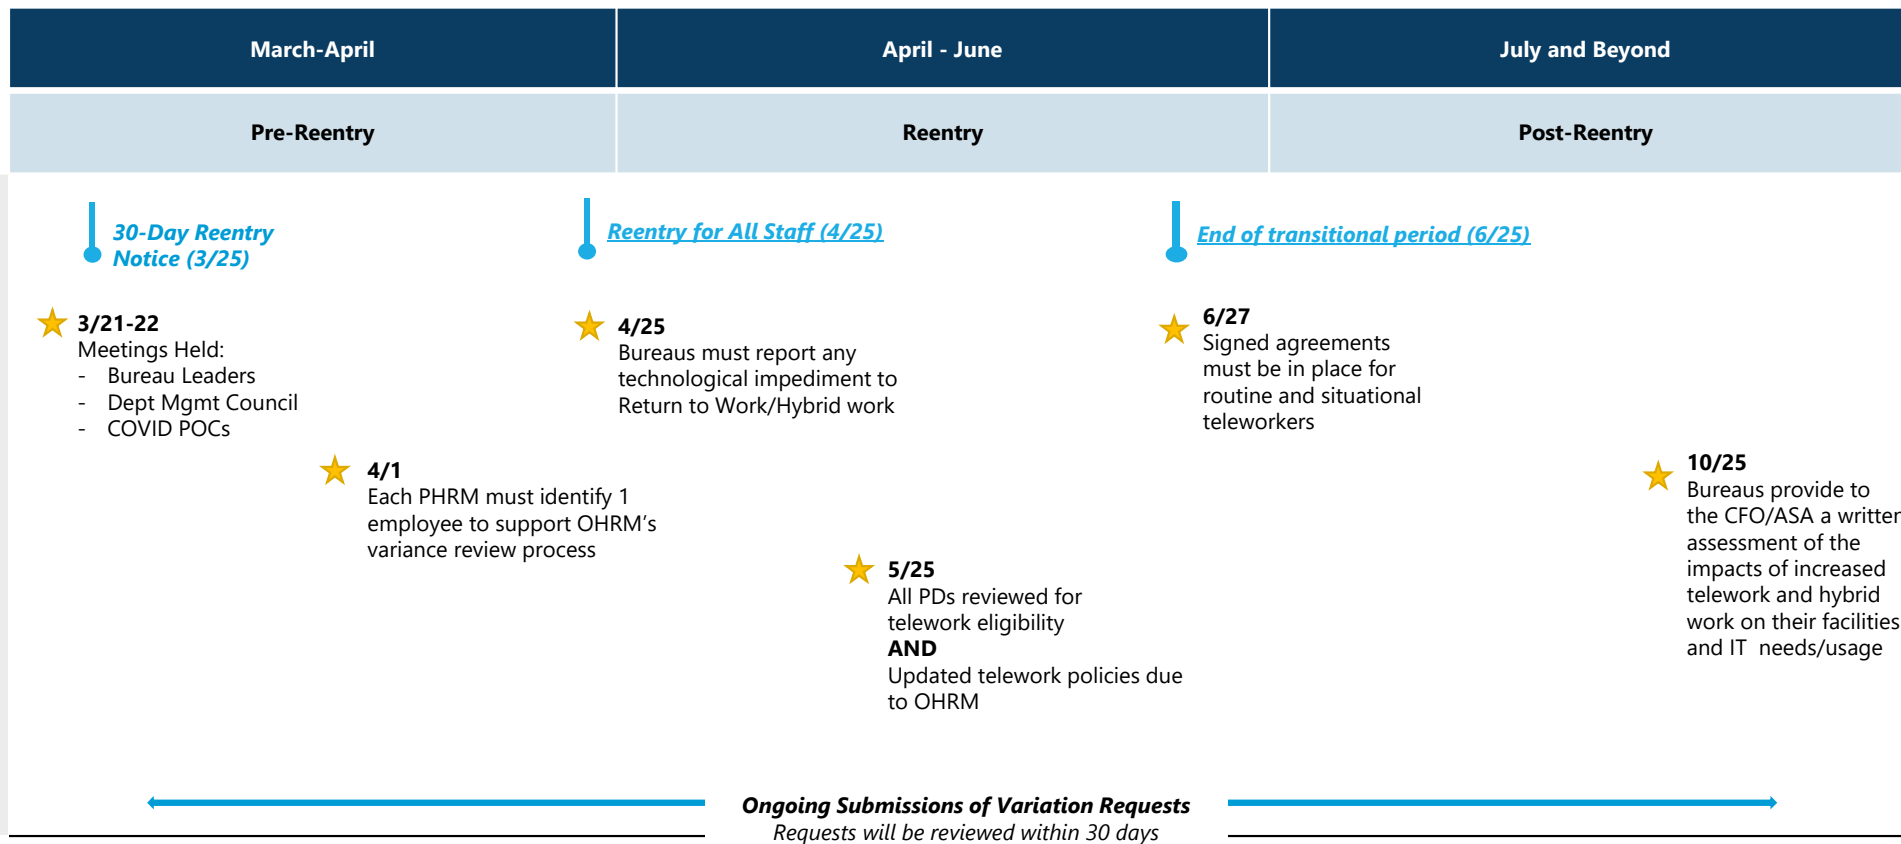 March-April
April - June
July and Beyond
Pre-Reentry
Reentry
Post-Reentry
30-Day Reentry
Notice (3/25)
Reentry for All Staff (4/25)
End of transitional period (6/25)
3/21-22
Meetings Held:
- Bureau Leaders
- Dept Mgmt Council
- COVID POCs
4/1
Each PHRM must identify 1
employee to support OHRM’s
variance review process
4/25
Bureaus must report any
technological impediment to
Return to Work/Hybrid work
5/25
All PDs reviewed for
telework eligibility
AND
Updated telework policies due
to OHRM
6/27
Signed agreements
must be in place for
routine and situational
teleworkers
10/25
Bureaus provide to
the CFO/ASA a written
assessment of the
impacts of increased
telework and hybrid
work on their facilities
and IT needs/usage
Ongoing Submissions of Variation Requests
Requests will be reviewed within 30 days